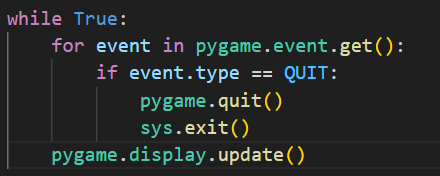 while True:
    for event in pygame.event.get():
        if event.type == QUIT:
            pygame.quit()
            sys.exit()
    pygame.display.update()